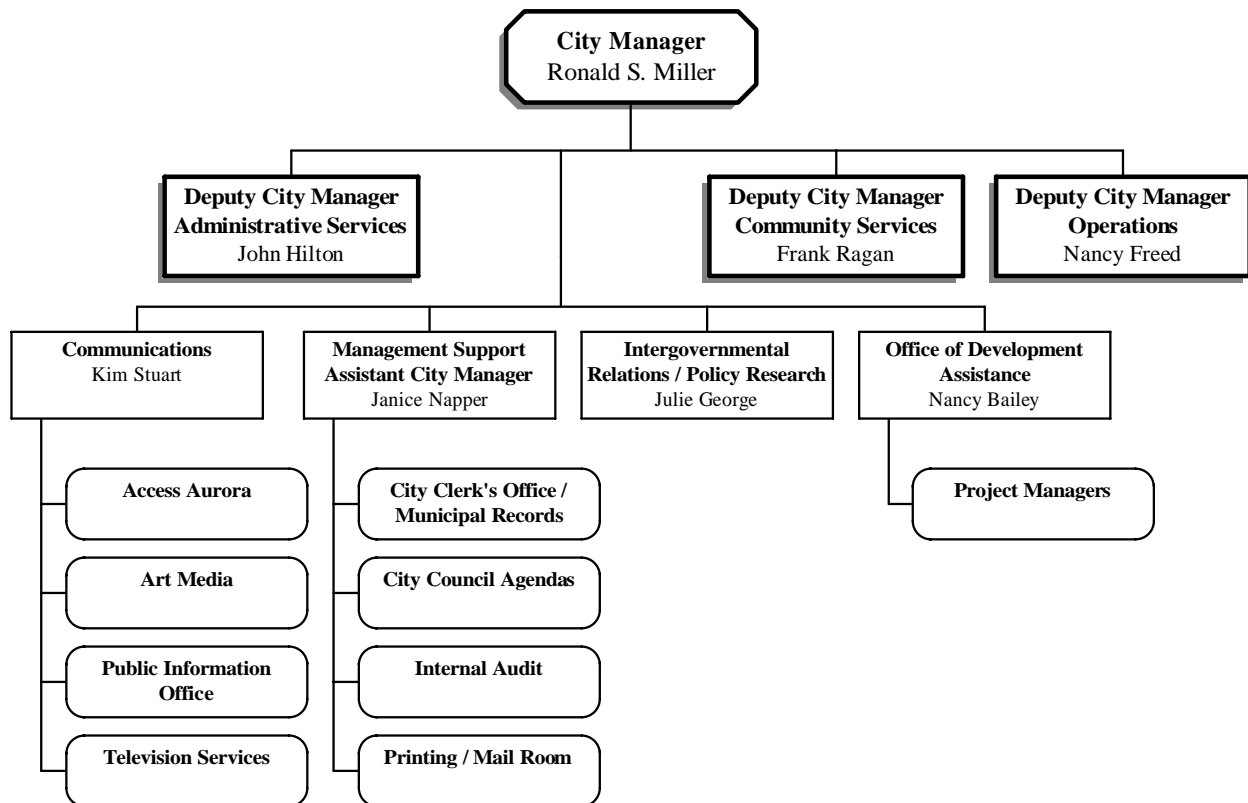 City Manager
Ronald S. Miller
Deputy City Manager
Administrative Services
John Hilton
Deputy City Manager
Community Services
Frank Ragan
Deputy City Manager
Operations
Nancy Freed
Communications
Kim Stuart
Management Support
Assistant City Manager
Janice Napper
Intergovernmental
Relations / Policy Research
Julie George
Office of Development
Assistance
Nancy Bailey
Access Aurora
Art Media
Public Information
Office
Television Services
City Clerk's Office /
Municipal Records
City Council Agendas
Internal Audit
Printing / Mail Room
Project Managers